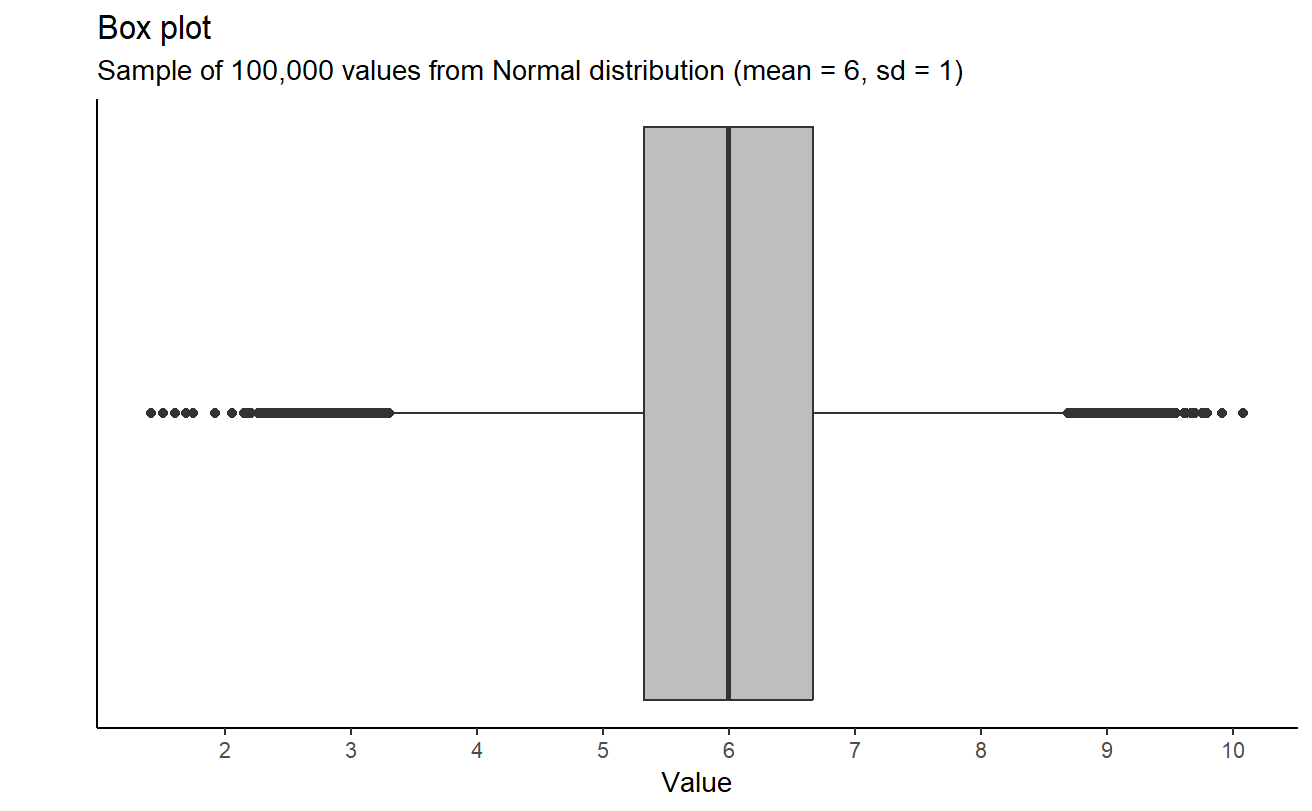 Box plot
Sample of 100,000 values from Normal distribution (mean = 6, sd = 1)
2 3 4 5 6 7 8 9 10
Value